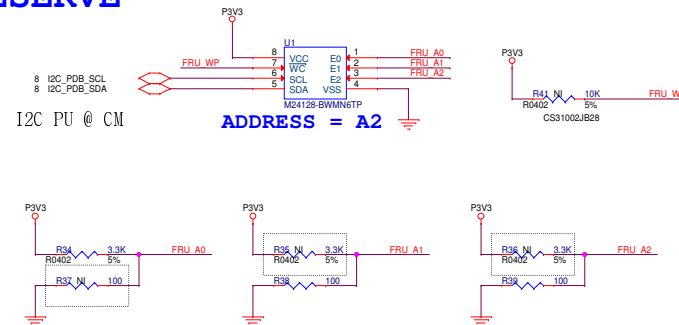 ESERVE
P3V3
U1
8 VCC E0 1 FRU_A0
FRU_WP 7 WC E1 2 FRU_A1
8 I2C_PDB_SCL 6 SCL E2 3 FRU_A2
8 I2C_PDB_SDA 5 SDA VSS 4
M24128-BWMN6TP
I2C PU @ CM
ADDRESS = A2
P3V3
R41 NI 10K FRU_W
R0402 5%
CS31002JB28
P3V3
R34 3.3K FRU_A0
R0402 5%
R37 NI 100
P3V3
R35 NI 3.3K FRU_A1
R0402 5%
R38 100
P3V3
R36 NI 3.3K FRU_A2
R0402 5%
R39 100